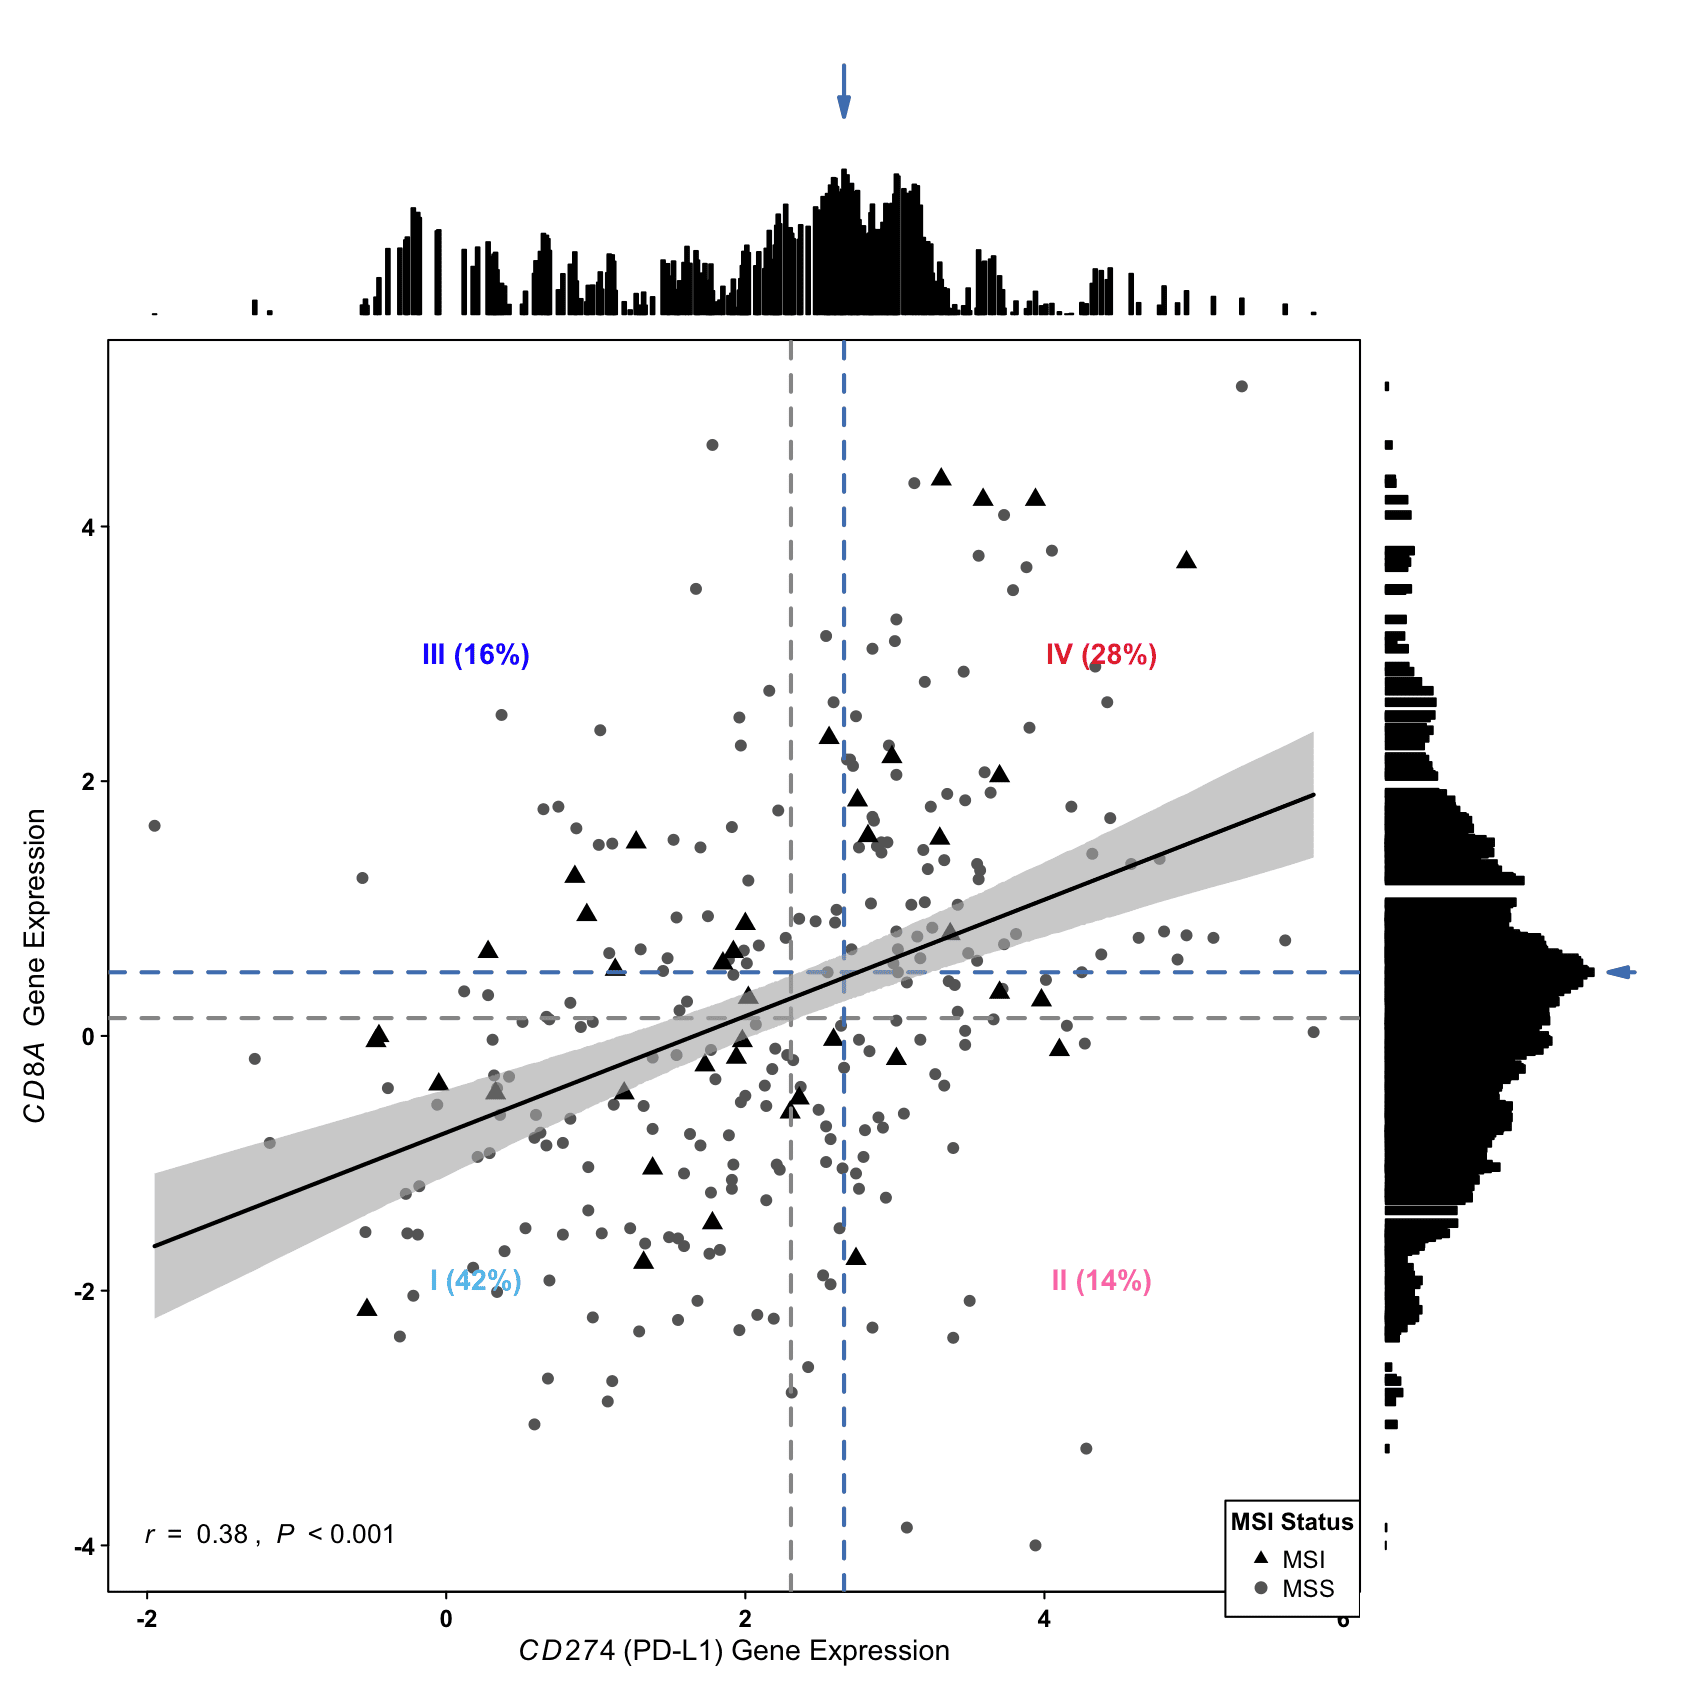 III (16%)
IV (28%)
I (42%)
II (14%)
4
2
0
-2
-4
CD8A Gene Expression
r = 0.38 , P < 0.001
MSI Status
MSI
MSS
-2 0 2 4 6
CD274 (PD-L1) Gene Expression